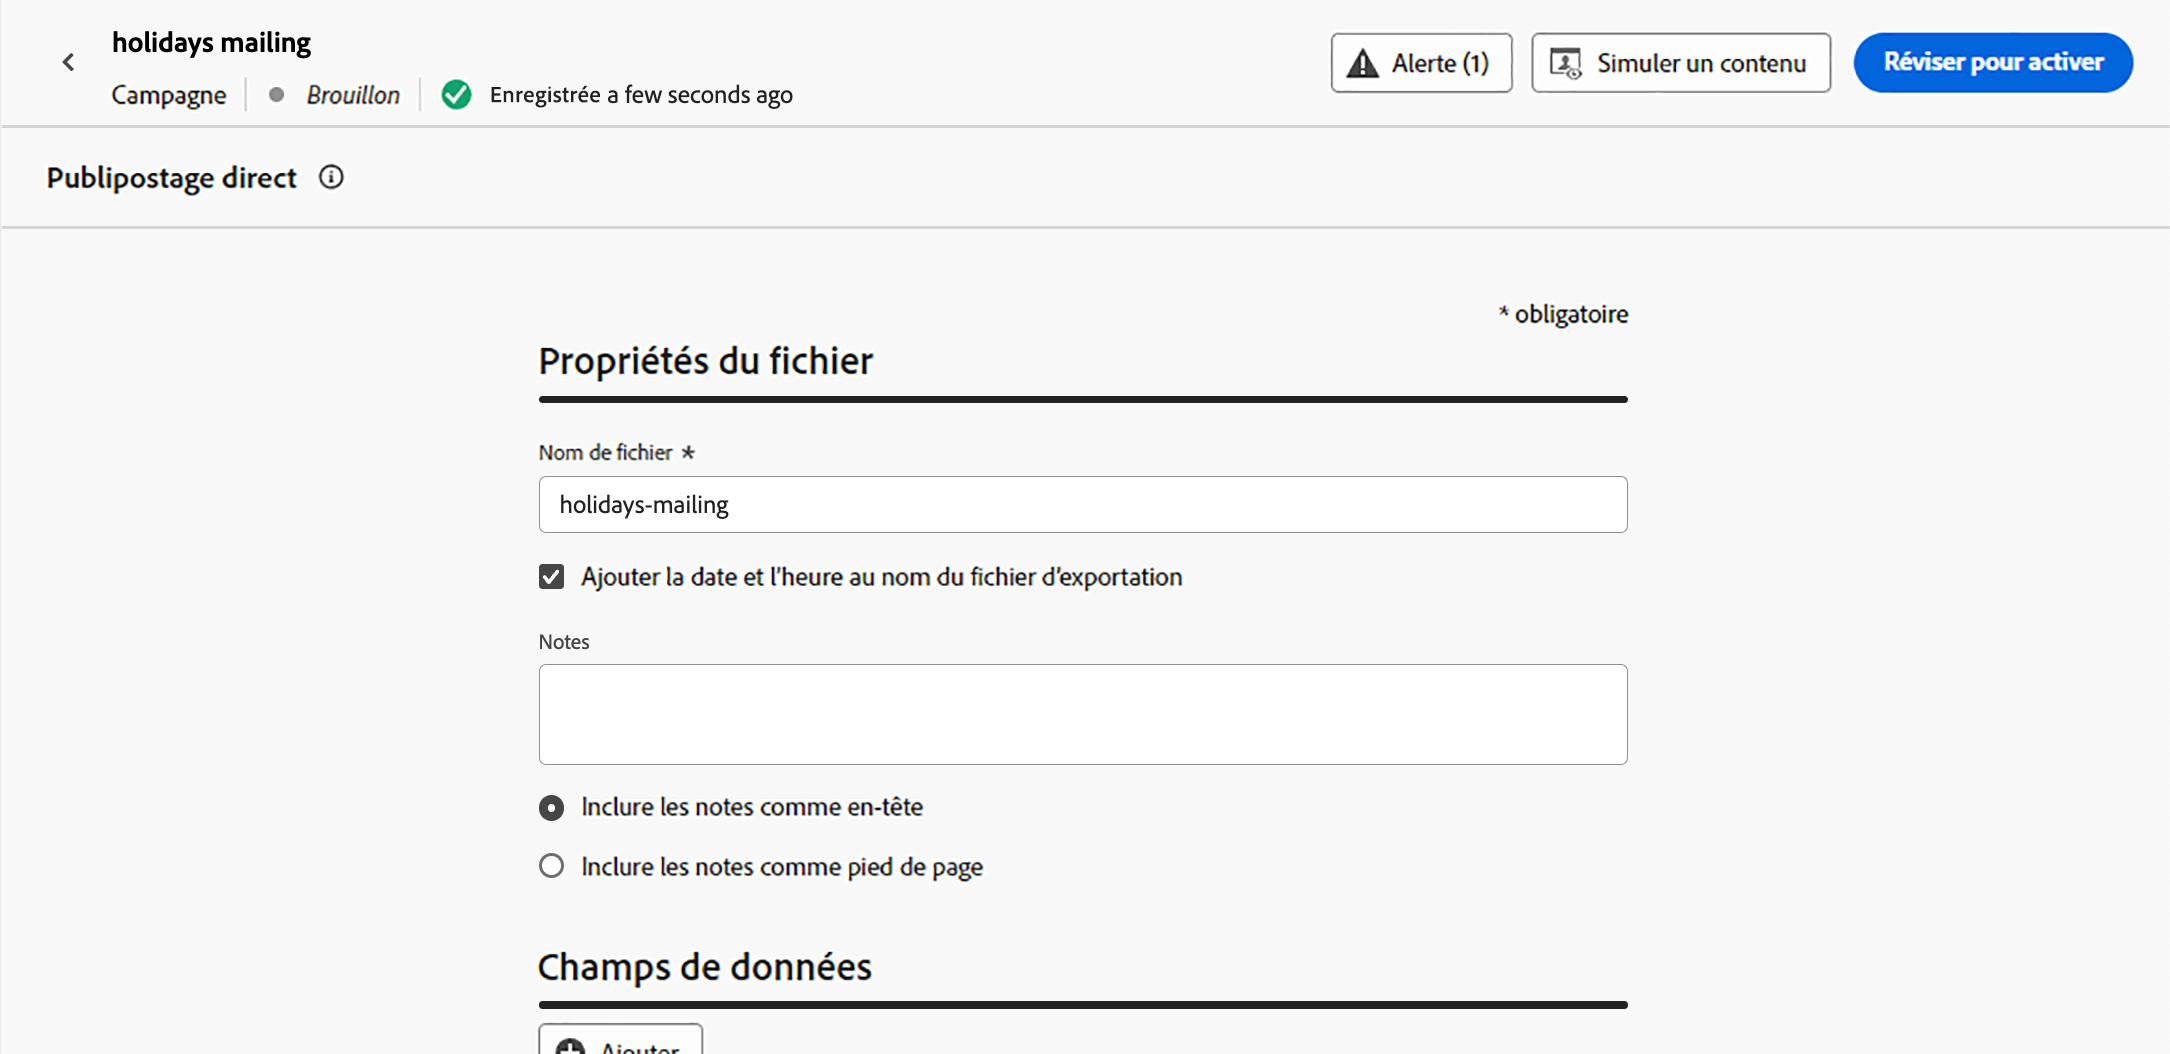 holidays mailing
Campagne Brouillon Enregistrée a few seconds ago
Alerte (1)
Simuler un contenu
Réviser pour activer
Publipostage direct
* obligatoire
Propriétés du fichier
Nom de fichier *
holidays-mailing
Ajouter la date et l'heure au nom du fichier d'exportation
Notes
Inclure les notes comme en-tête
Inclure les notes comme pied de page
Champs de données
Ajouter